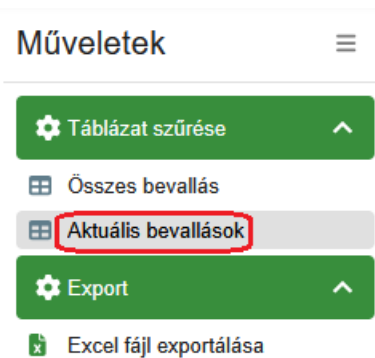 Műveletek
Táblázat szűrése
Összes bevallás
Aktuális bevallások
Export
Excel fájl exportálása